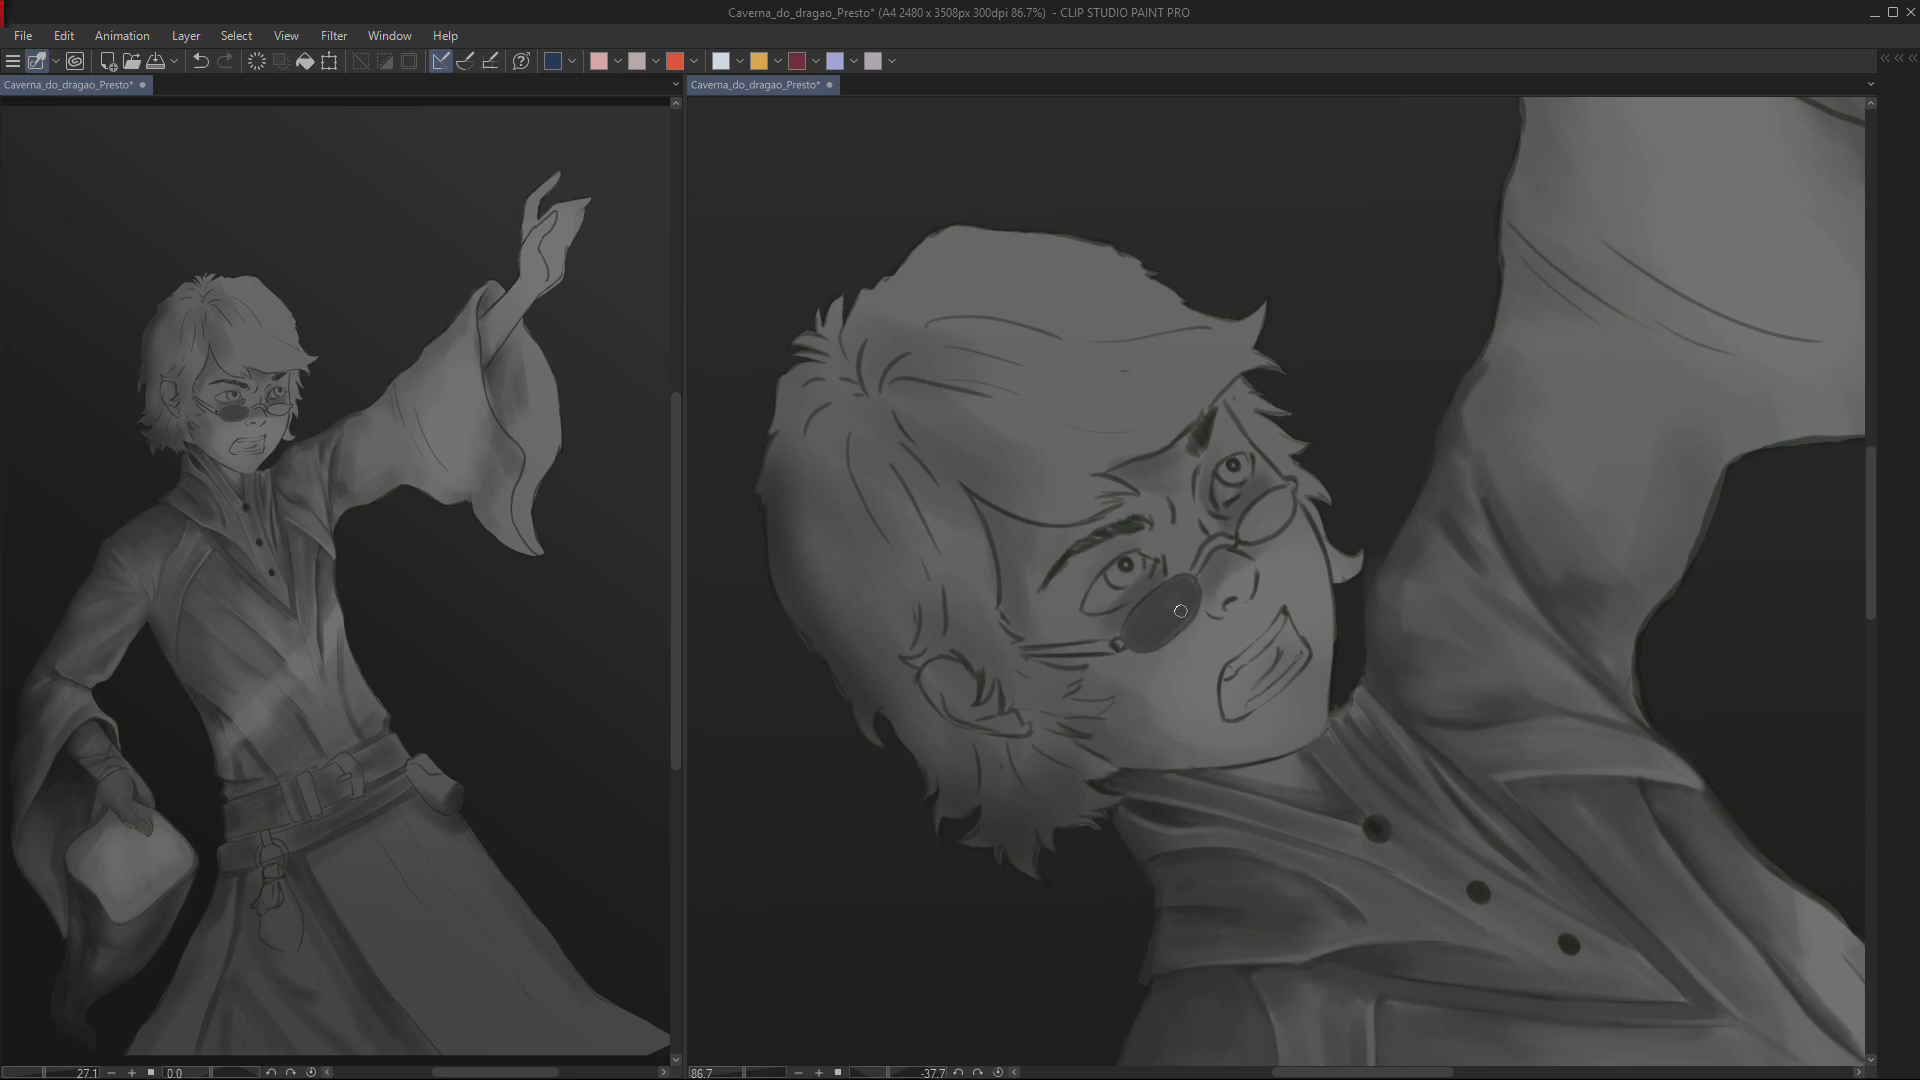 Caverna_do_dragao_Presto* (A4 2480 x 3508px 300dpi 86.7%) - CLIP STUDIO PAINT PRO
File Edit Animation Layer Select View Filter Window Help
Caverna_do_dragao_Presto*
Caverna_do_dragao_Presto*
27.1 0.0
86.7 -37.7